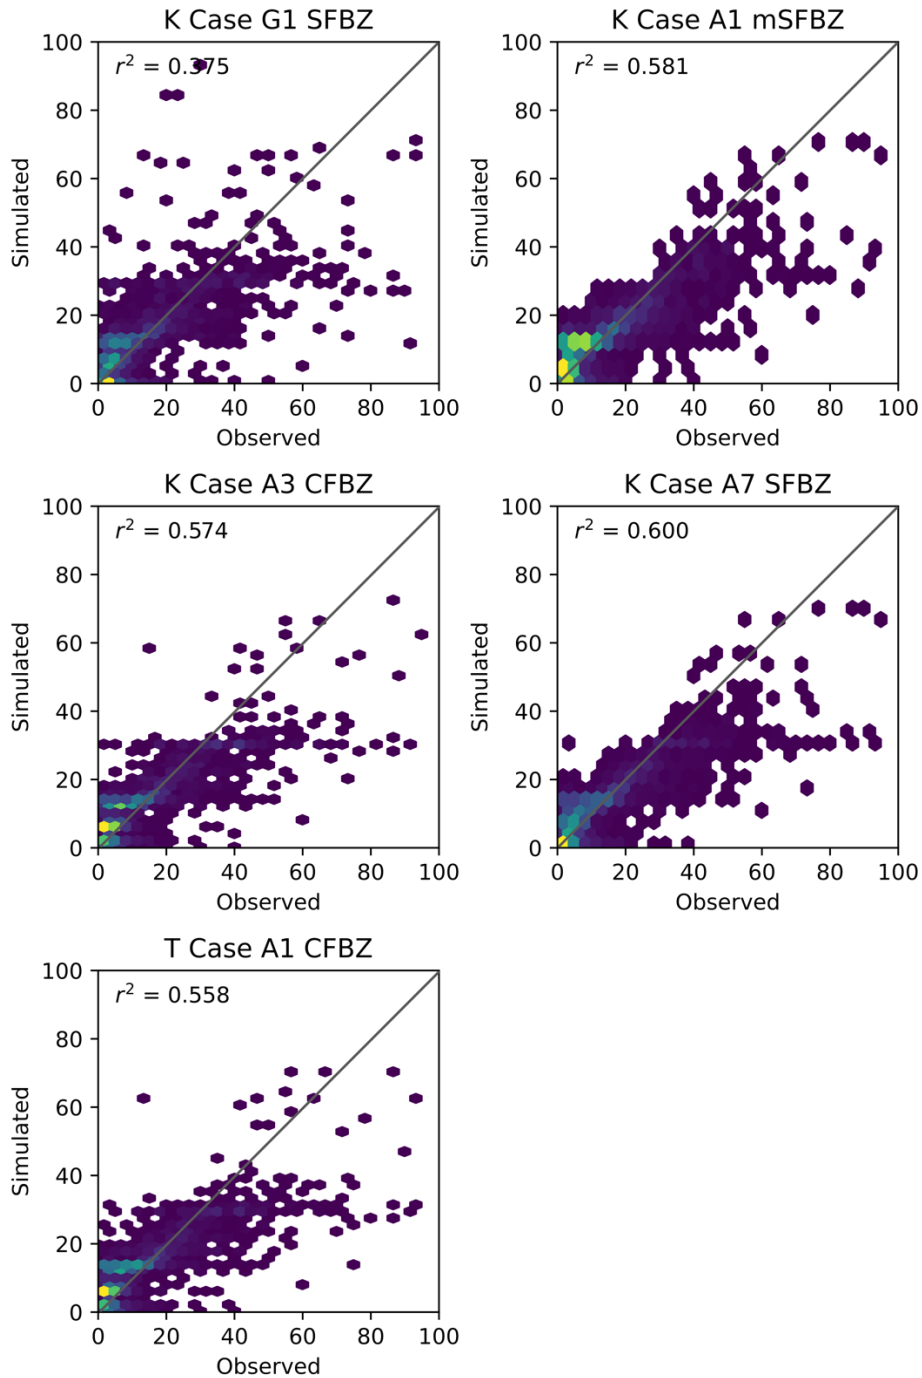 K Case G1 SFBZ
r² = 0.375
100
80
60
40
20
0
Simulated
0 20 40 60 80 100
Observed
K Case A1 mSFBZ
r² = 0.581
100
80
60
40
20
0
Simulated
0 20 40 60 80 100
Observed
K Case A3 CFBZ
r² = 0.574
100
80
60
40
20
0
Simulated
0 20 40 60 80 100
Observed
K Case A7 SFBZ
r² = 0.600
100
80
60
40
20
0
Simulated
0 20 40 60 80 100
Observed
T Case A1 CFBZ
r² = 0.558
100
80
60
40
20
0
Simulated
0 20 40 60 80 100
Observed